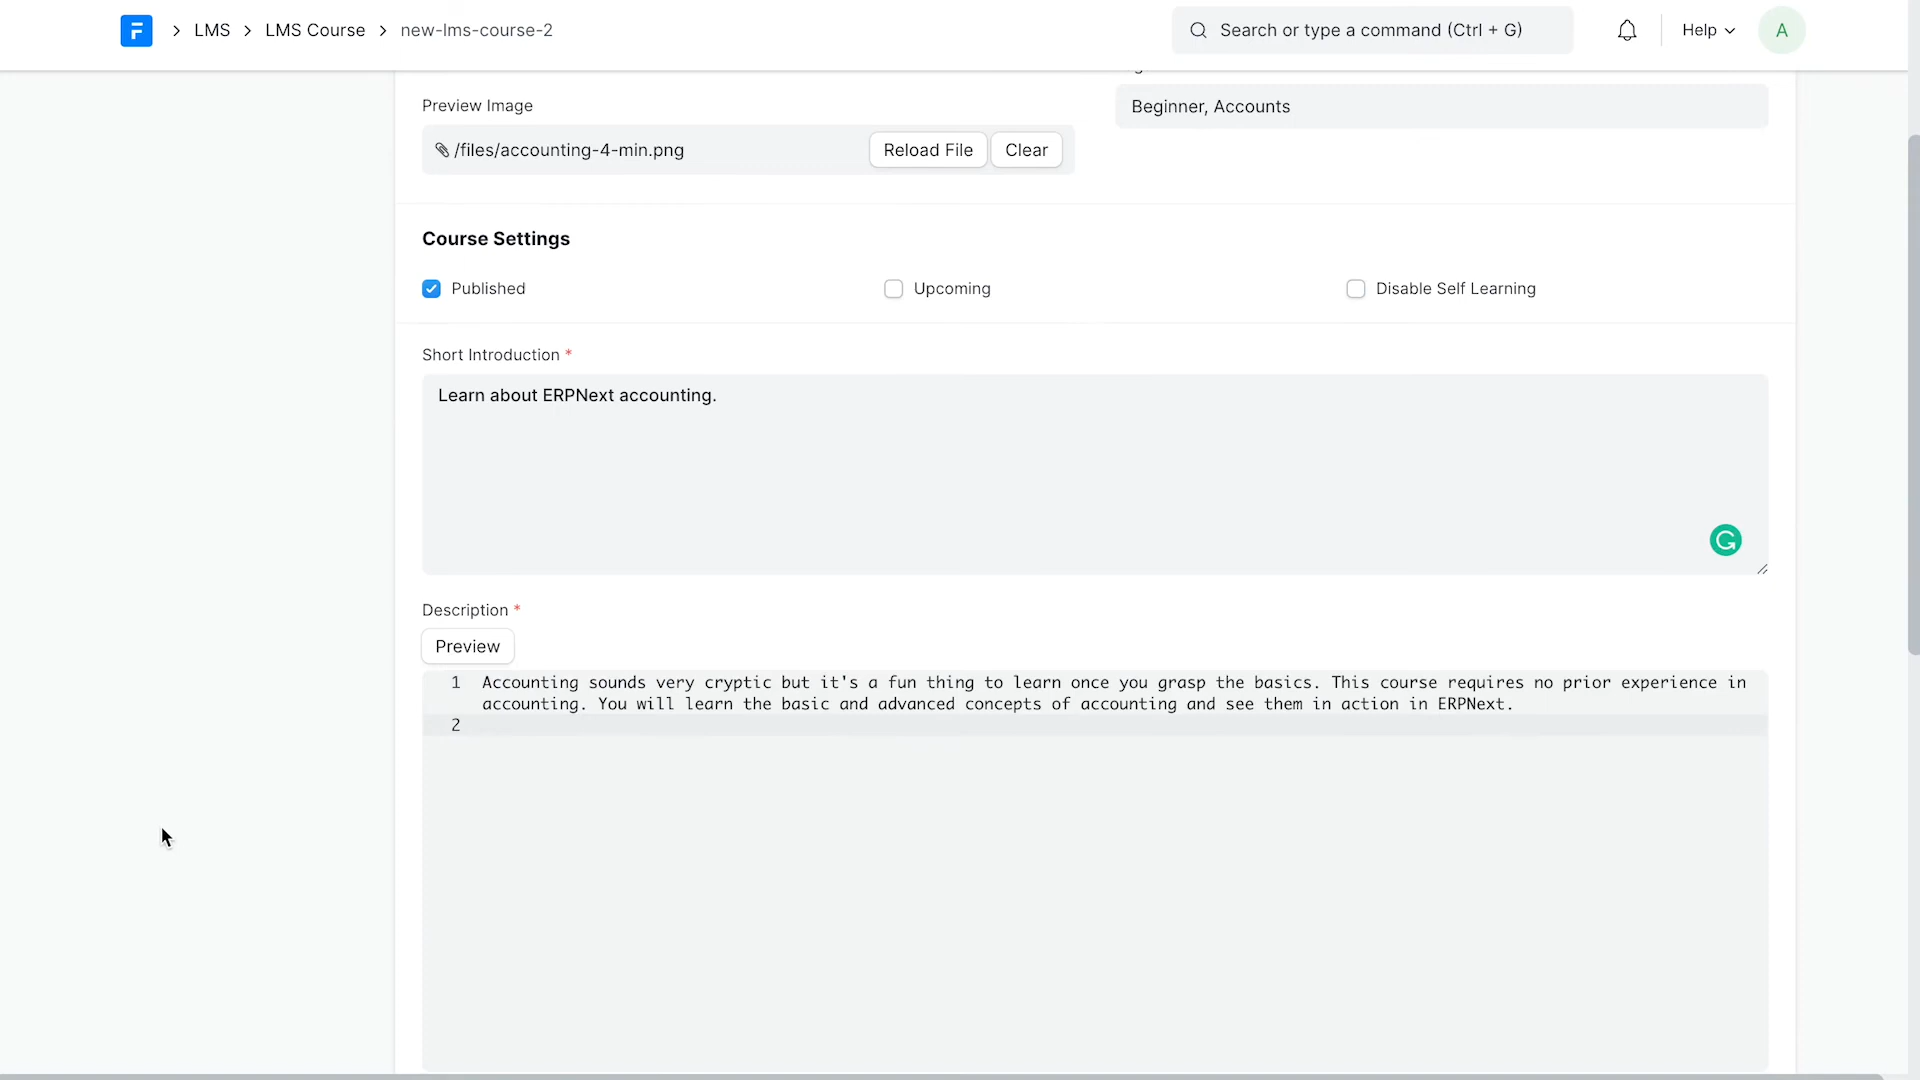 LMS LMS Course new-lms-course-2 Search or type a command (Ctrl + G) Help A
Preview Image
Beginner, Accounts
/files/accounting-4-min.png Reload File Clear
Course Settings
Published Upcoming Disable Self Learning
Short Introduction *
Learn about ERPNext accounting.
Description *
Preview
1 Accounting sounds very cryptic but it's a fun thing to learn once you grasp the basics. This course requires no prior experience in
accounting. You will learn the basic and advanced concepts of accounting and see them in action in ERPNext.
2